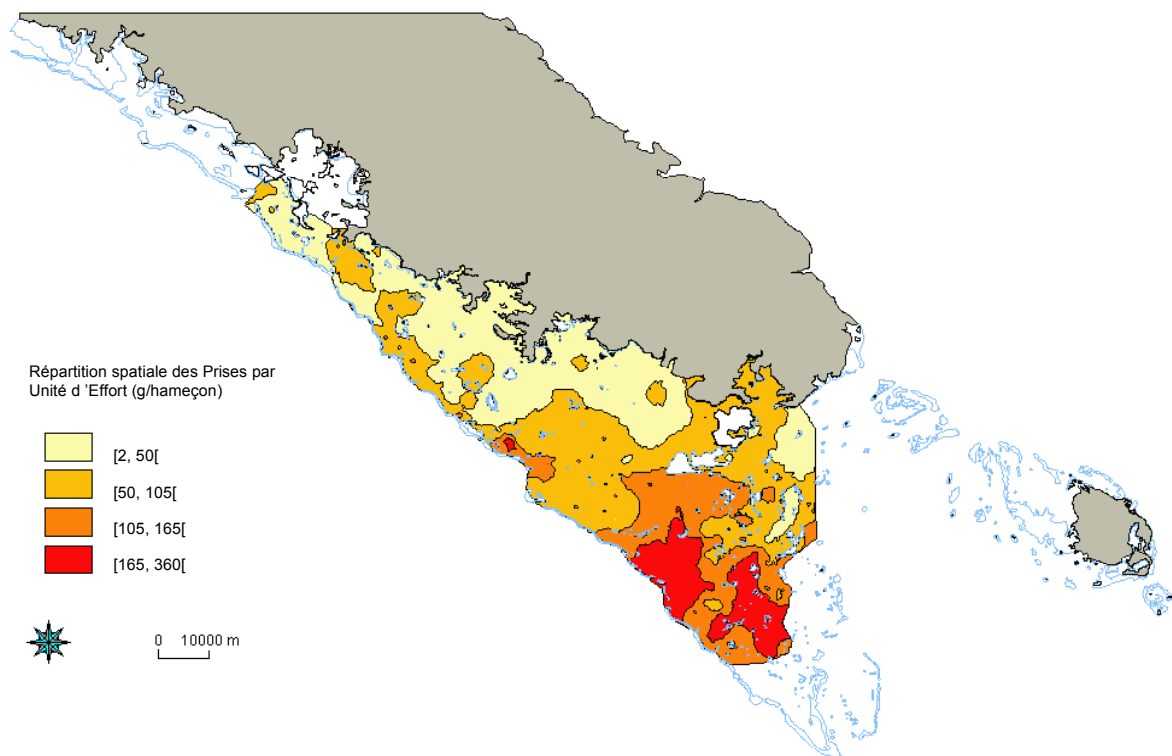 Répartition spatiale des Prises par
Unité d 'Effort (g/hameçon)
[2, 50[
[50, 105[
[105, 165[
[165, 360[
0 10000 m